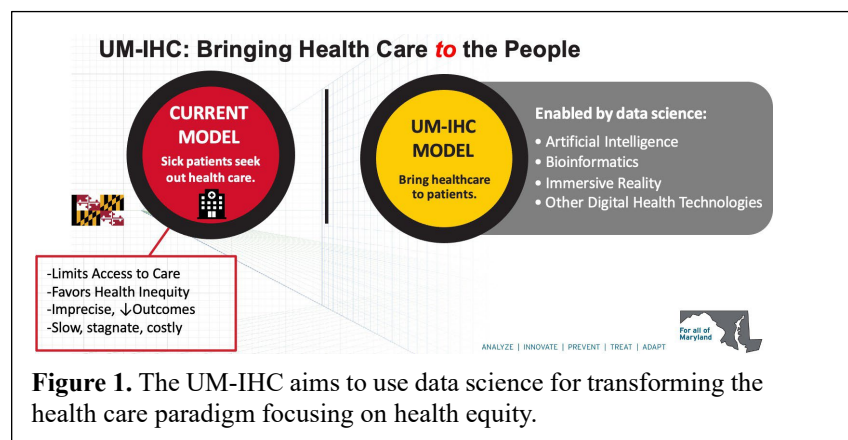 UM-IHC: Bringing Health Care to the People
CURRENT
MODEL
Sick patients seek
out health care.
UM-IHC
MODEL
Bring healthcare
to patients.
Enabled by data science:
• Artificial Intelligence
• Bioinformatics
• Immersive Reality
• Other Digital Health Technologies
-Limits Access to Care
-Favors Health Inequity
-Imprecise, ↓Outcomes
-Slow, stagnate, costly
For all of
Maryland
ANALYZE | INNOVATE | PREVENT | TREAT | ADAPT
Figure 1. The UM-IHC aims to use data science for transforming the
health care paradigm focusing on health equity.